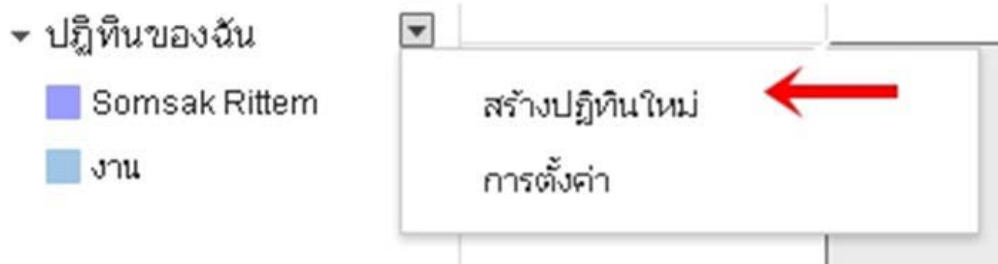 ปฏิทินของฉัน
Somsak Rittem
งาน
สร้างปฏิทินใหม่
การตั้งค่า